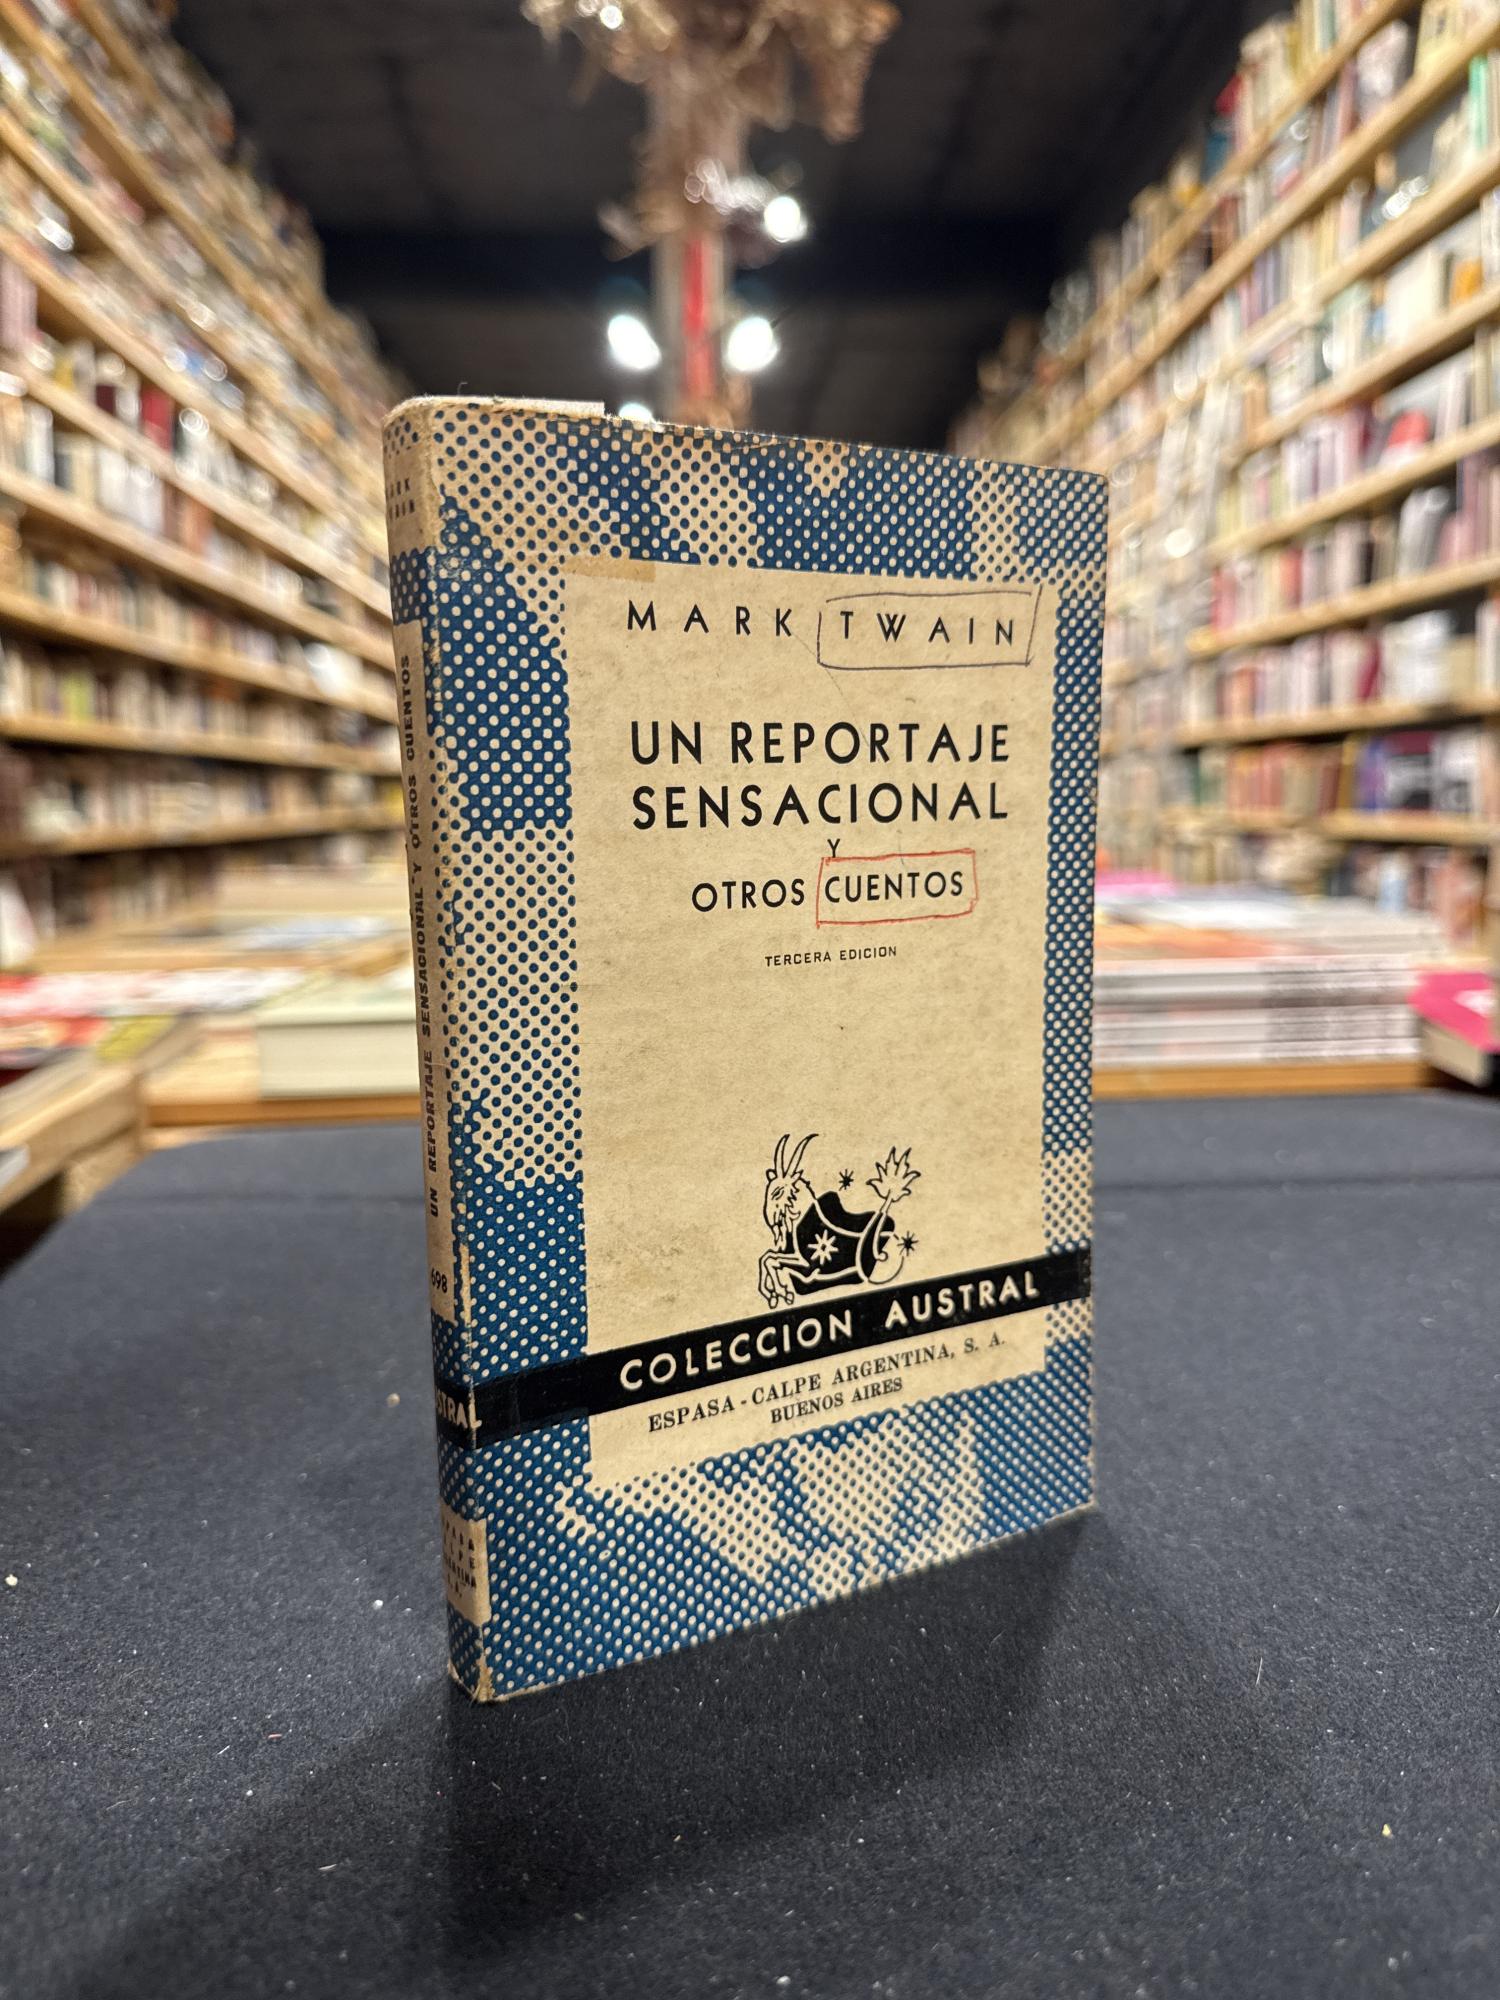 MARK TWAIN
UN REPORTAJE
SENSACIONAL
Y
OTROS CUENTOS
TERCERA EDICION
COLECCION AUSTRAL
ESPASA-CALPE ARGENTINA, S. A.
BUENOS AIRES
UN REPORTAJE SENSACIONAL Y OTROS CUENTOS
698